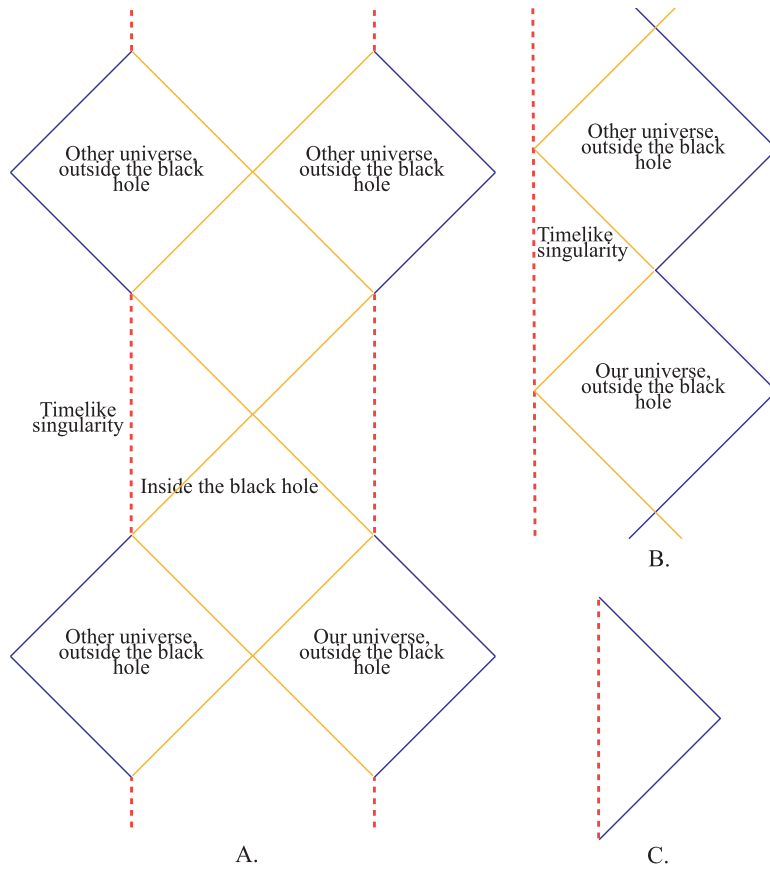 Other universe,
outside the black
hole
Other universe,
outside the black
hole
Timelike
singularity
Inside the black hole
Other universe,
outside the black
hole
Our universe,
outside the black
hole
A.
Other universe,
outside the black
hole
Timelike
singularity
Our universe,
outside the black
hole
B.
C.